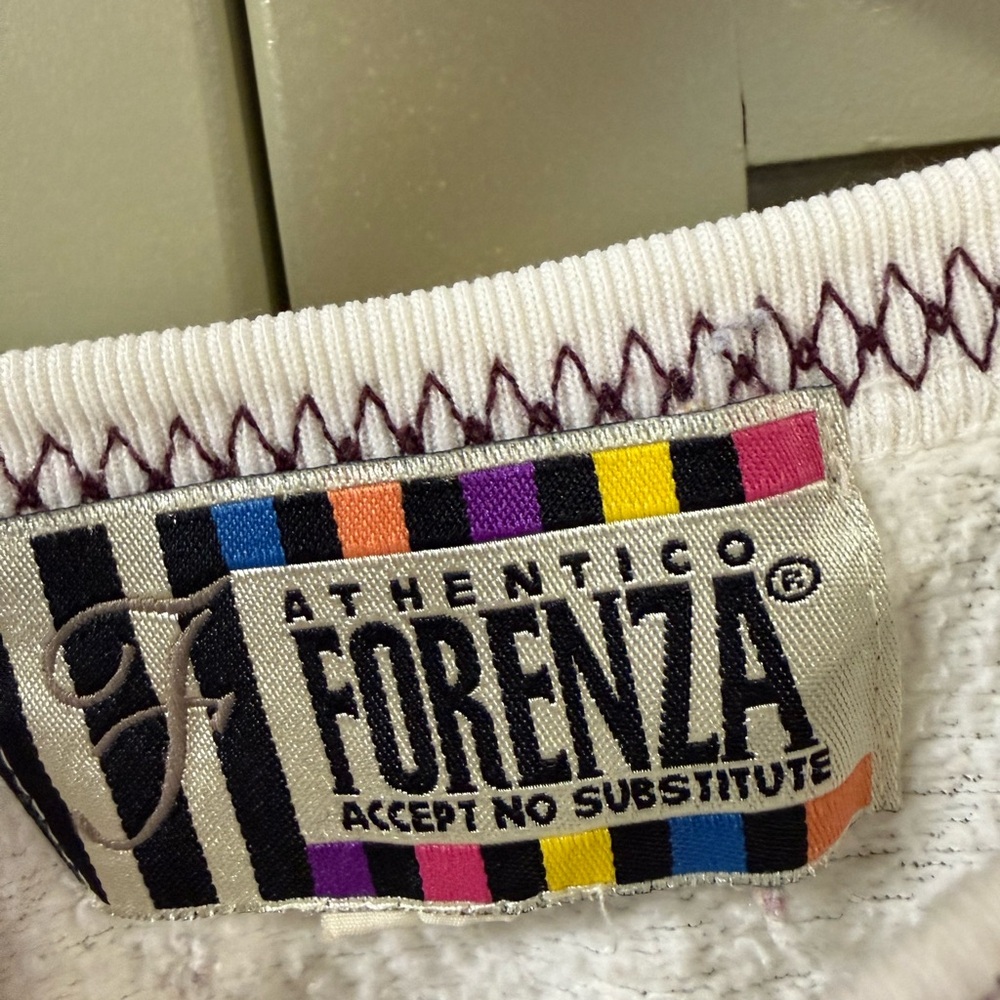 F
ATHENTICO
FORENZA®
ACCEPT NO SUBSTITUTE